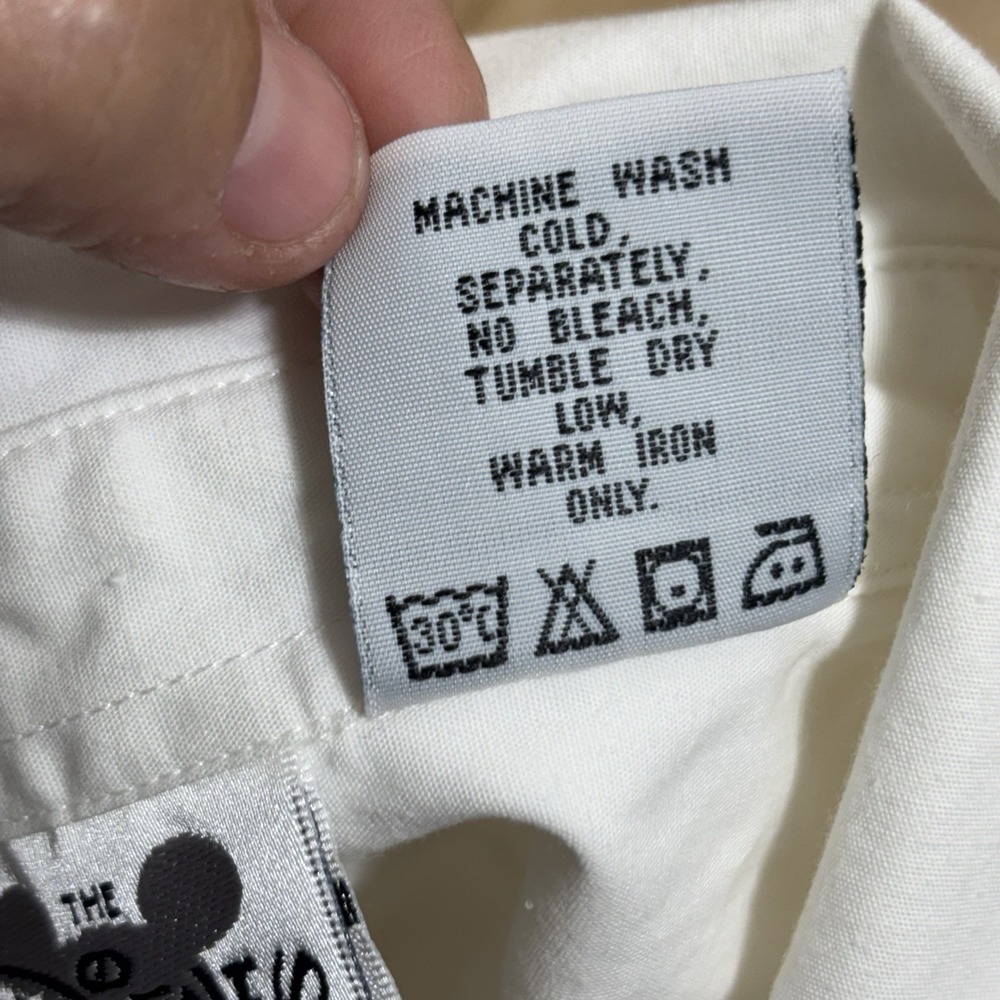 MACHINE WASH
COLD,
SEPARATELY,
NO BLEACH,
TUMBLE DRY
LOW,
WARM IRON
ONLY.
30°C
THE